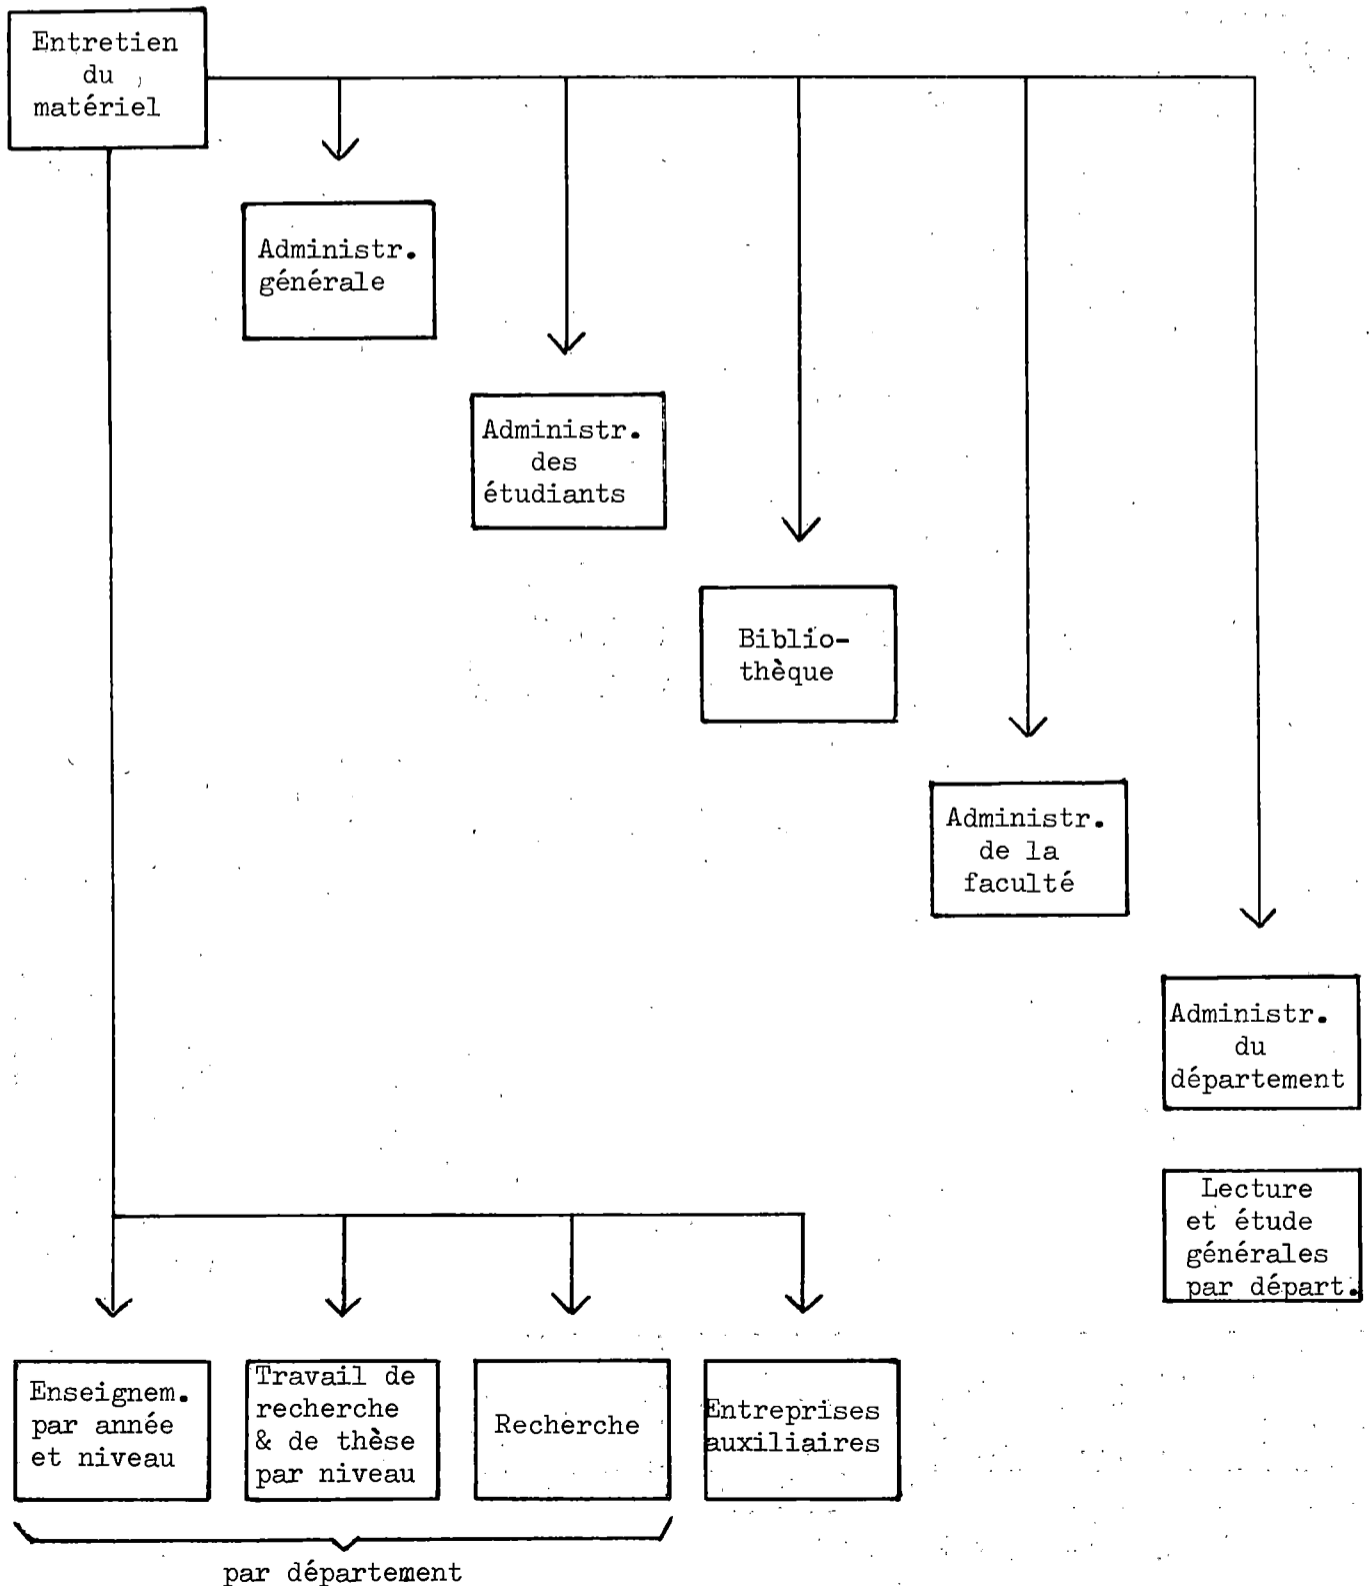 Entretien
du
matériel
Administr.
générale
Administr.
des
étudiants
Biblio-
thèque
Administr.
de la
faculté
Administr.
du
département
Lecture
et étude
générales
par départ.
Enseignem.
par année
et niveau
Travail de
recherche
& de thèse
par niveau
Recherche
Entreprises
auxiliaires
par département